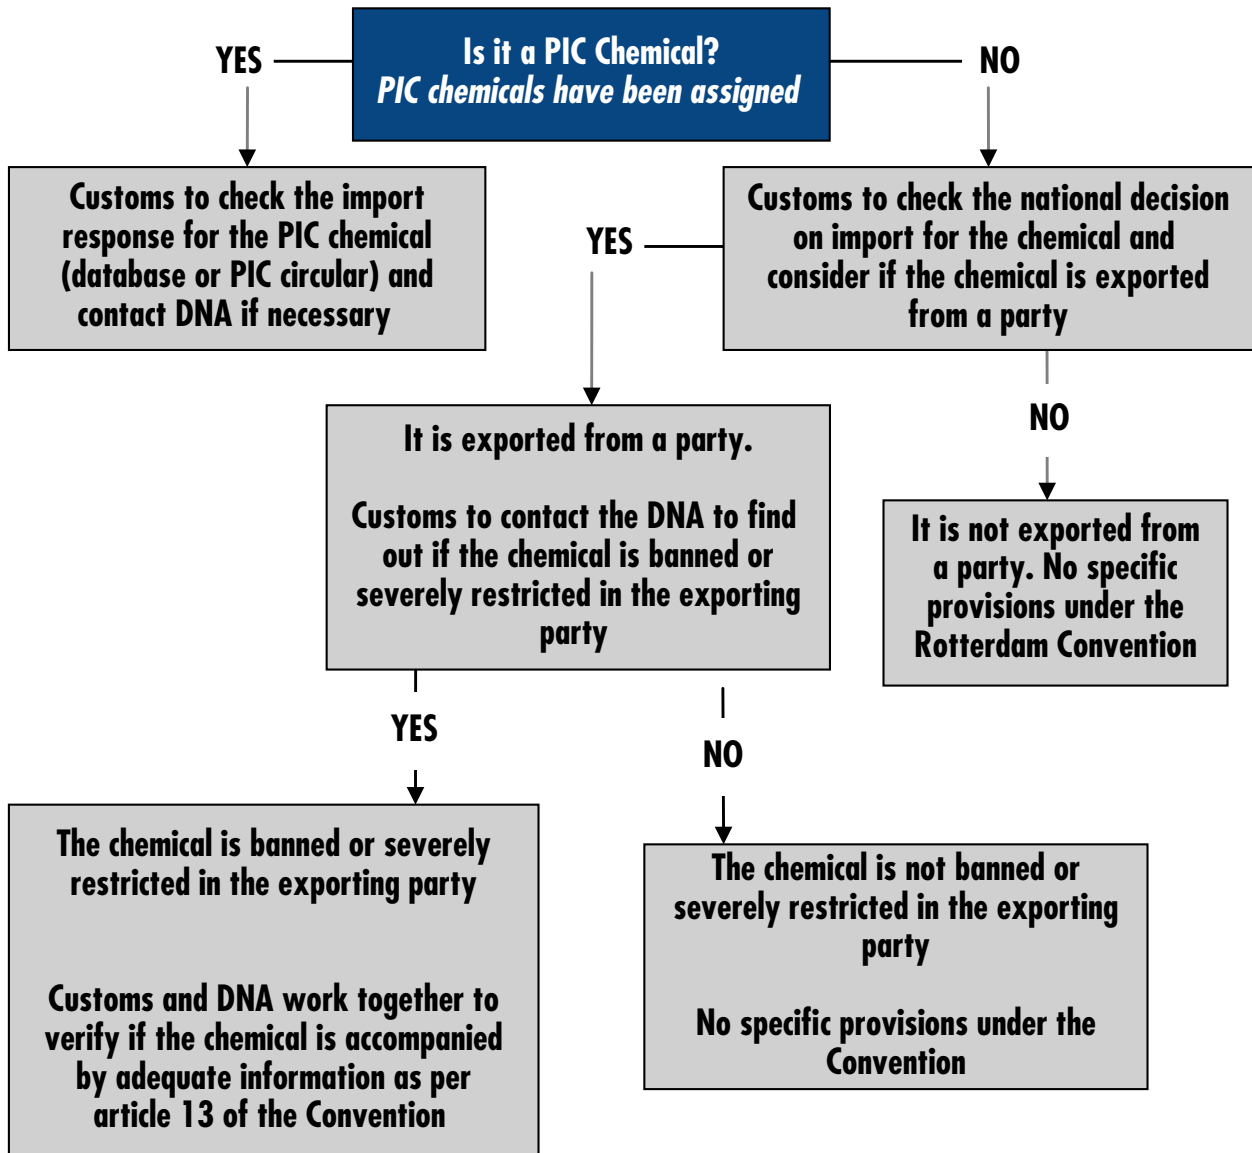 Is it a PIC Chemical?
PIC chemicals have been assigned
YES
NO
Customs to check the import
response for the PIC chemical
(database or PIC circular) and
contact DNA if necessary
Customs to check the national decision
on import for the chemical and
consider if the chemical is exported
from a party
YES
NO
It is exported from a party.
Customs to contact the DNA to find
out if the chemical is banned or
severely restricted in the exporting
party
It is not exported from
a party. No specific
provisions under the
Rotterdam Convention
YES
NO
The chemical is banned or severely
restricted in the exporting party
Customs and DNA work together to
verify if the chemical is accompanied
by adequate information as per
article 13 of the Convention
The chemical is not banned or
severely restricted in the exporting
party
No specific provisions under the
Convention